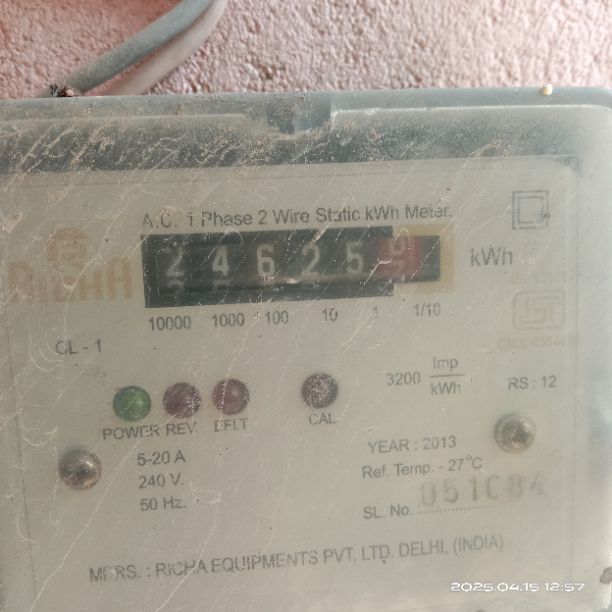 A.C. 1 Phase 2 Wire Static kWh Meter.
RICHA
2 4 6 2 5
kWh
10000 1000 100 10 1 1/10
CL - 1
3200 Imp/kWh
RS : 12
POWER REV. EFLT CAL
5-20 A
240 V.
50 Hz.
YEAR : 2013
Ref. Temp. - 27°C
SL. No.
MFRS. : RICHA EQUIPMENTS PVT. LTD. DELHI, (INDIA)
2025.04.15 12:57